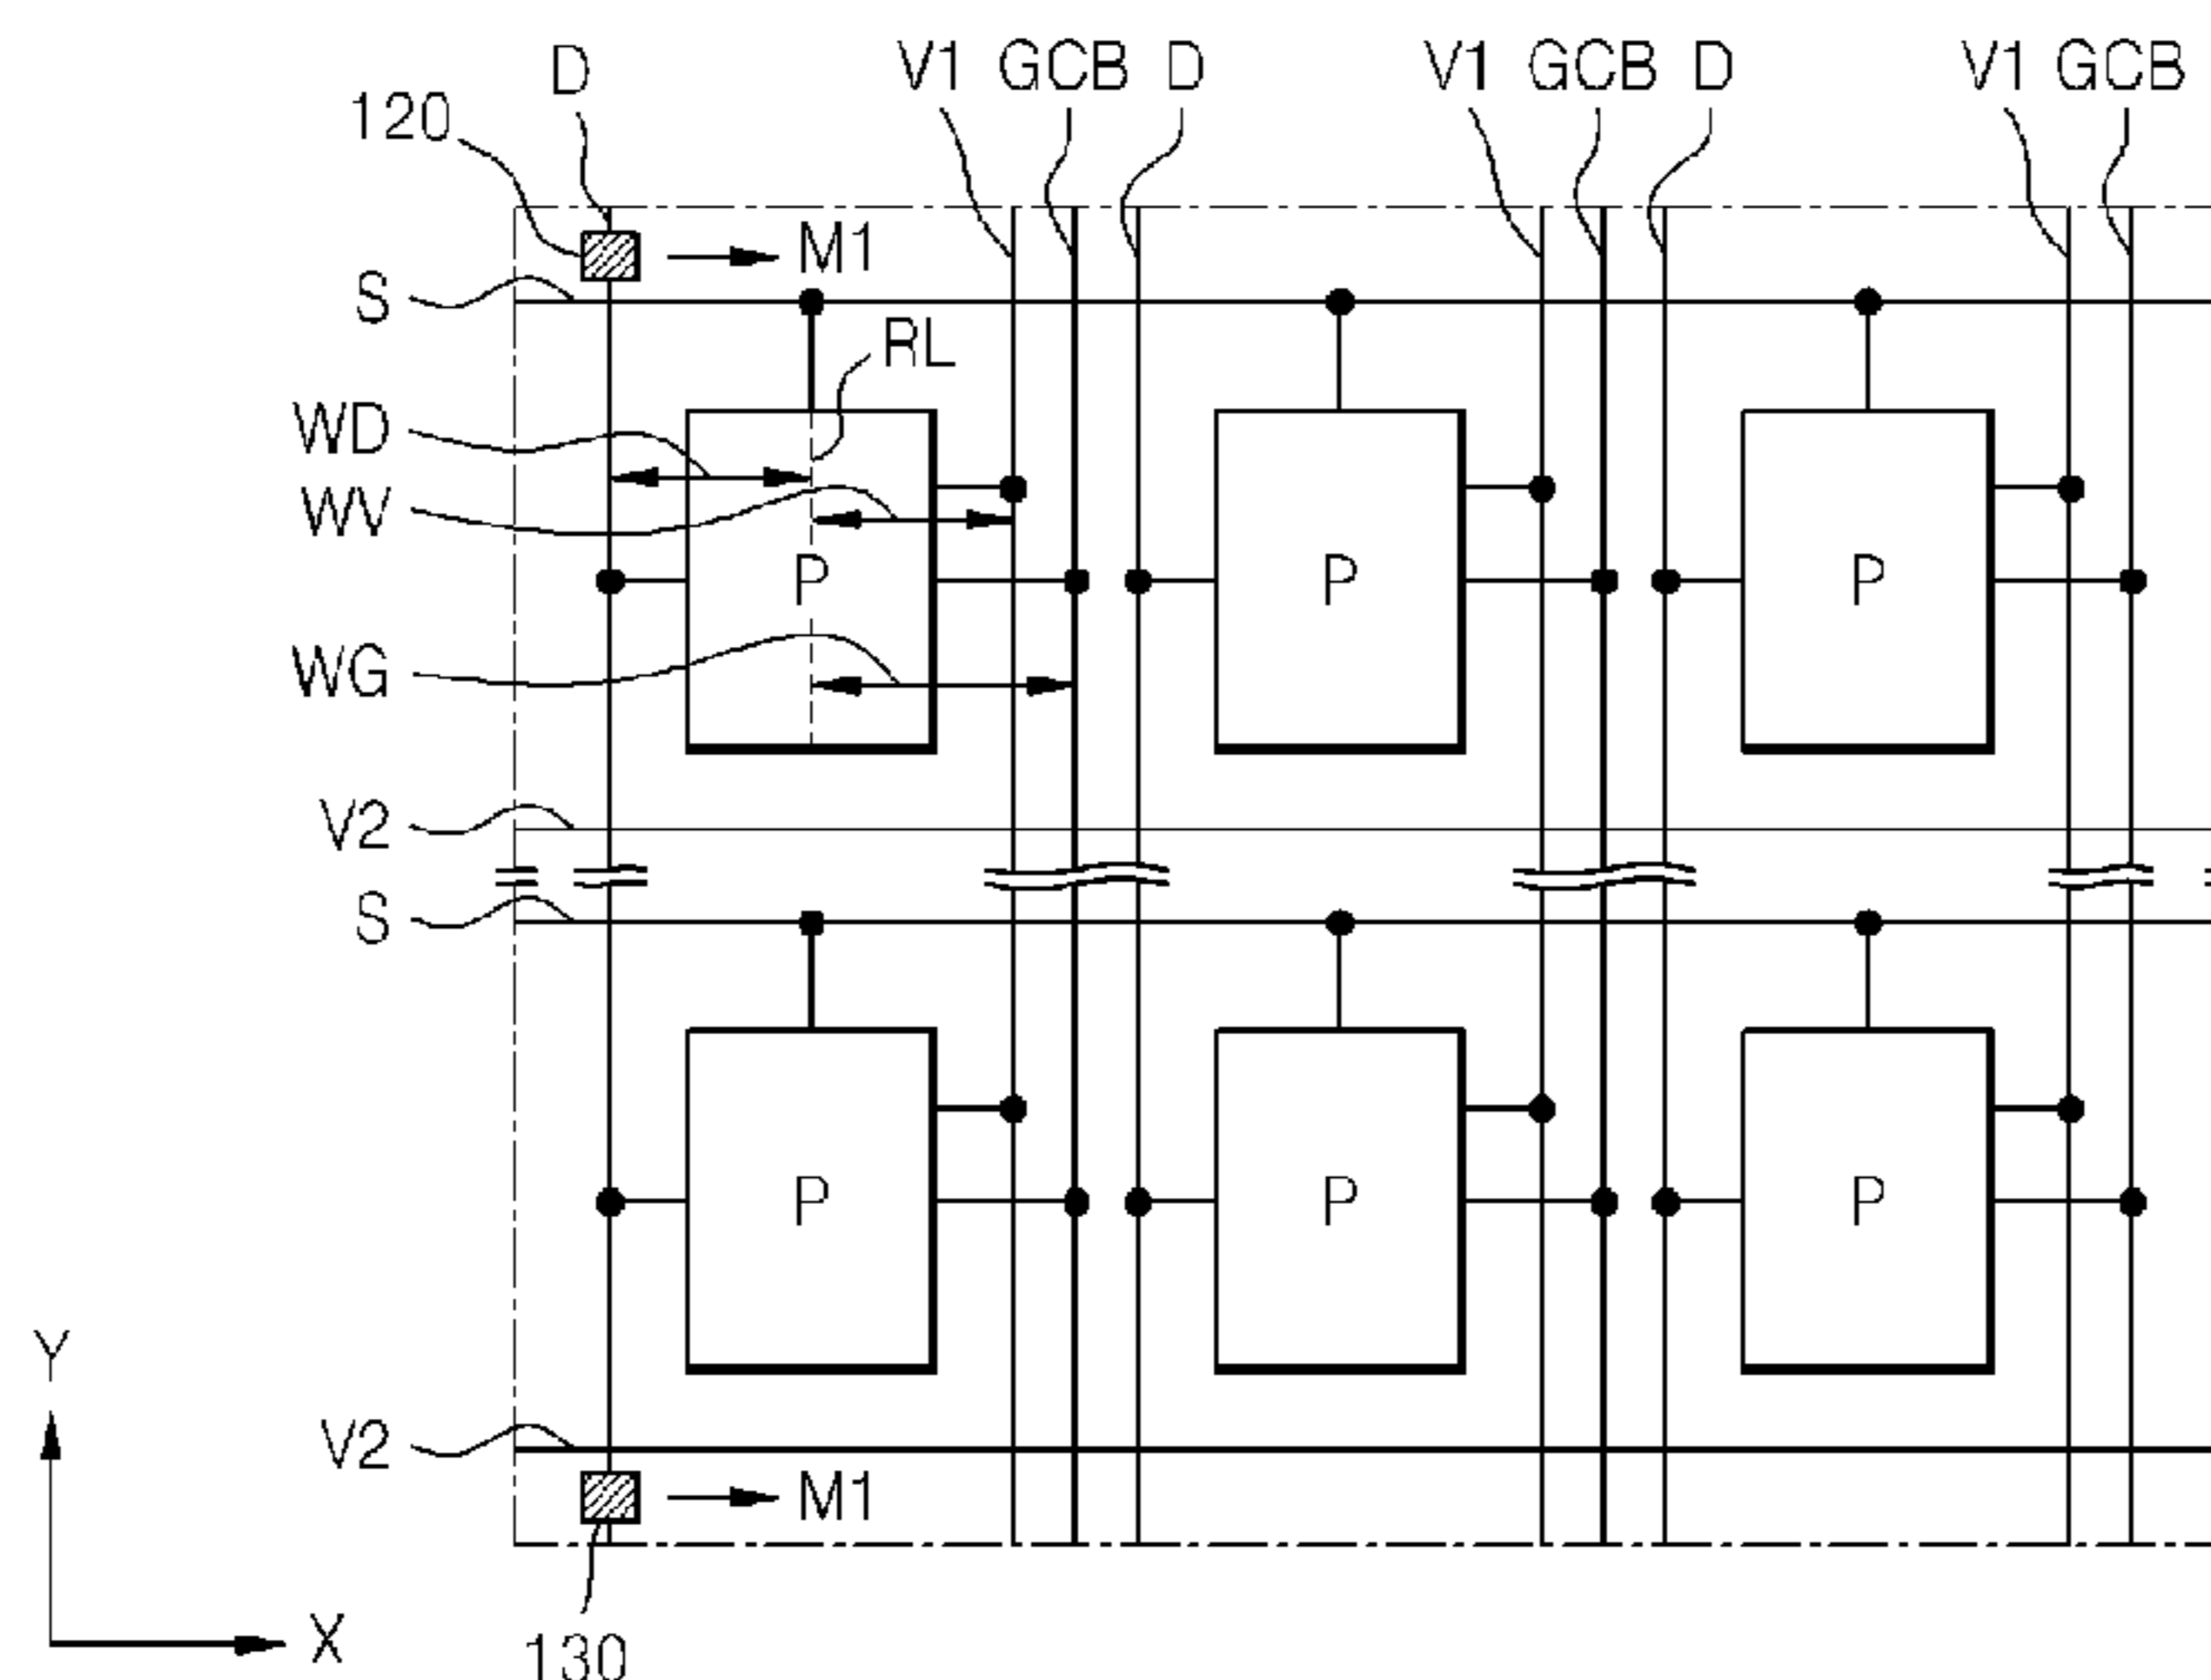 D V1 GCB D V1 GCB D V1 GCB
120
M1
S
RL
WD
WV
P P P
WG
V2
S
P P P
V2
M1
130
Y
X